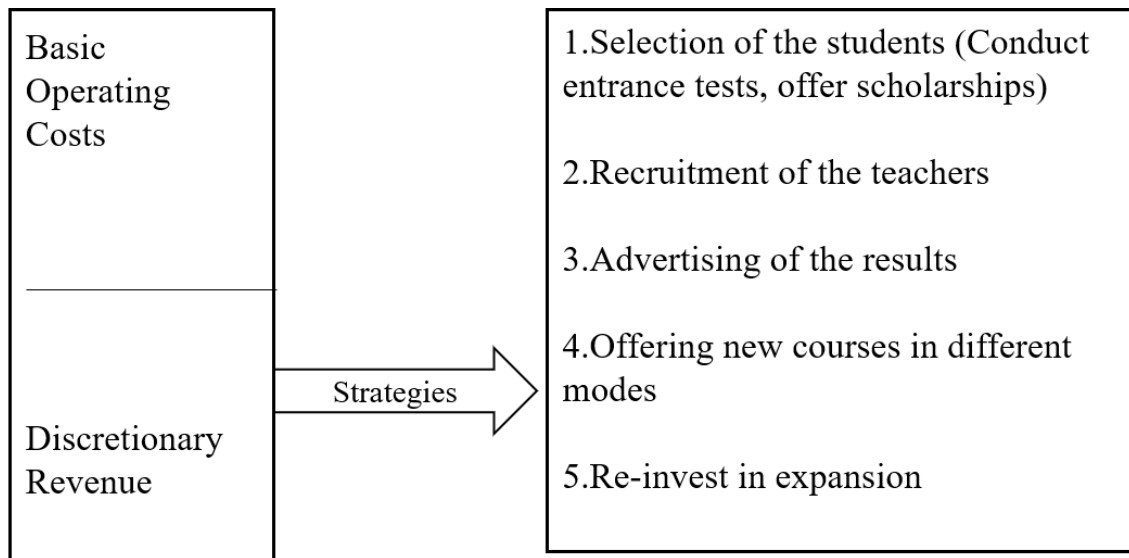 Basic
Operating
Costs
Discretionary
Revenue
Strategies
1.Selection of the students (Conduct
entrance tests, offer scholarships)
2.Recruitment of the teachers
3.Advertising of the results
4.Offering new courses in different
modes
5.Re-invest in expansion